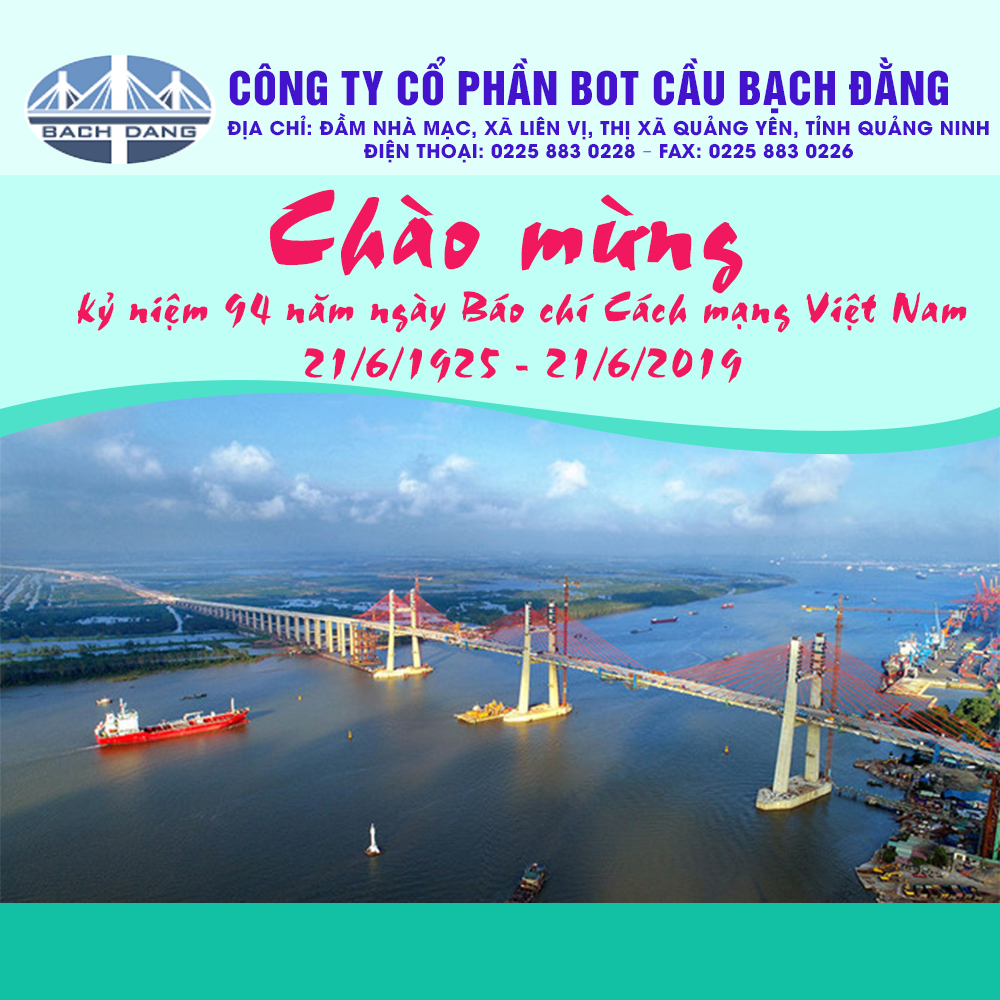 BACH DANG
CÔNG TY CỔ PHẦN BOT CẦU BẠCH ĐẰNG
ĐỊA CHỈ: ĐẦM NHÀ MẠC, XÃ LIÊN VỊ, THỊ XÃ QUẢNG YÊN, TỈNH QUẢNG NINH
ĐIỆN THOẠI: 0225 883 0228 - FAX: 0225 883 0226
Chào mừng
kỷ niệm 94 năm ngày Báo chí Cách mạng Việt Nam
21/6/1925 - 21/6/2019